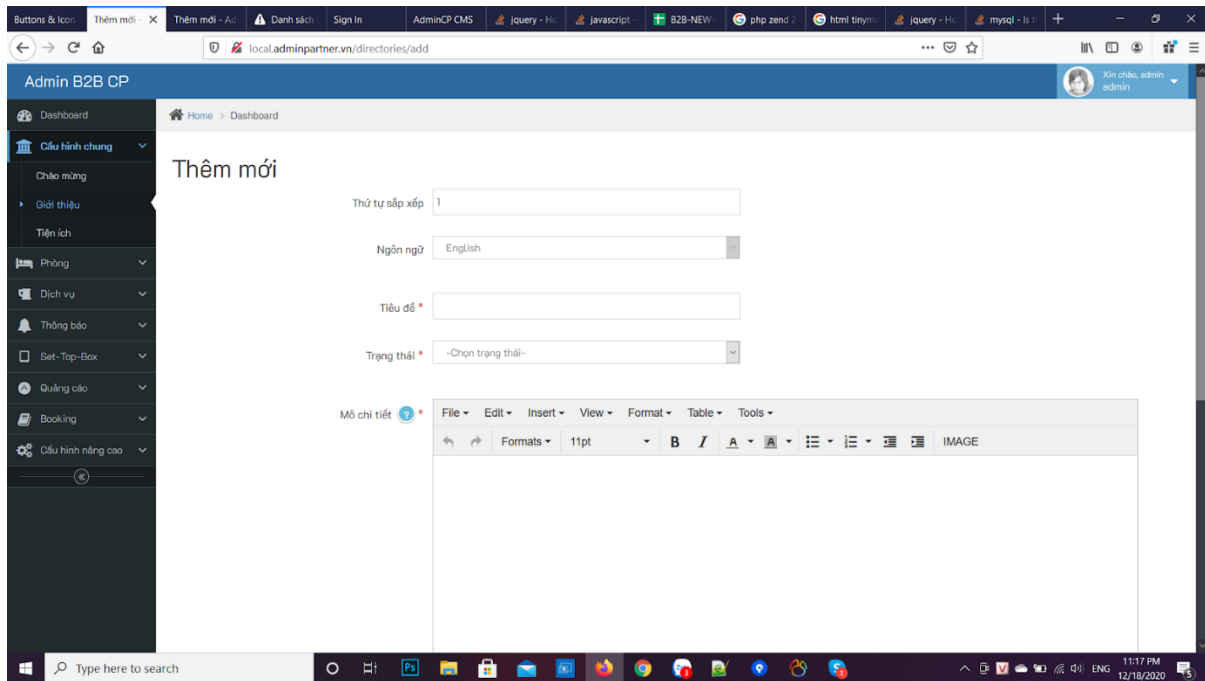 Buttons & Icon Thêm mới - Thêm mới - Ad Danh sách Sign In AdminCP CMS jquery - Ho javascript - B2B-NEW- php zend 2 html tinymc jquery - Ho mysql - Is t
local.adminpartner.vn/directories/add
Admin B2B CP
Xin chào, admin
admin
Dashboard
Home > Dashboard
Cấu hình chung
Chào mừng
Giới thiệu
Tiện ích
Phòng
Dịch vụ
Thông báo
Set-Top-Box
Quảng cáo
Booking
Cấu hình nâng cao
Thêm mới
Thứ tự sắp xếp 1
Ngôn ngữ English
Tiêu đề *
Trạng thái * -Chọn trạng thái-
Mô chi tiết ? *
File Edit Insert View Format Table Tools
Formats 11pt B I A A IMAGE
Type here to search
Ps
ENG
11:17 PM
12/18/2020